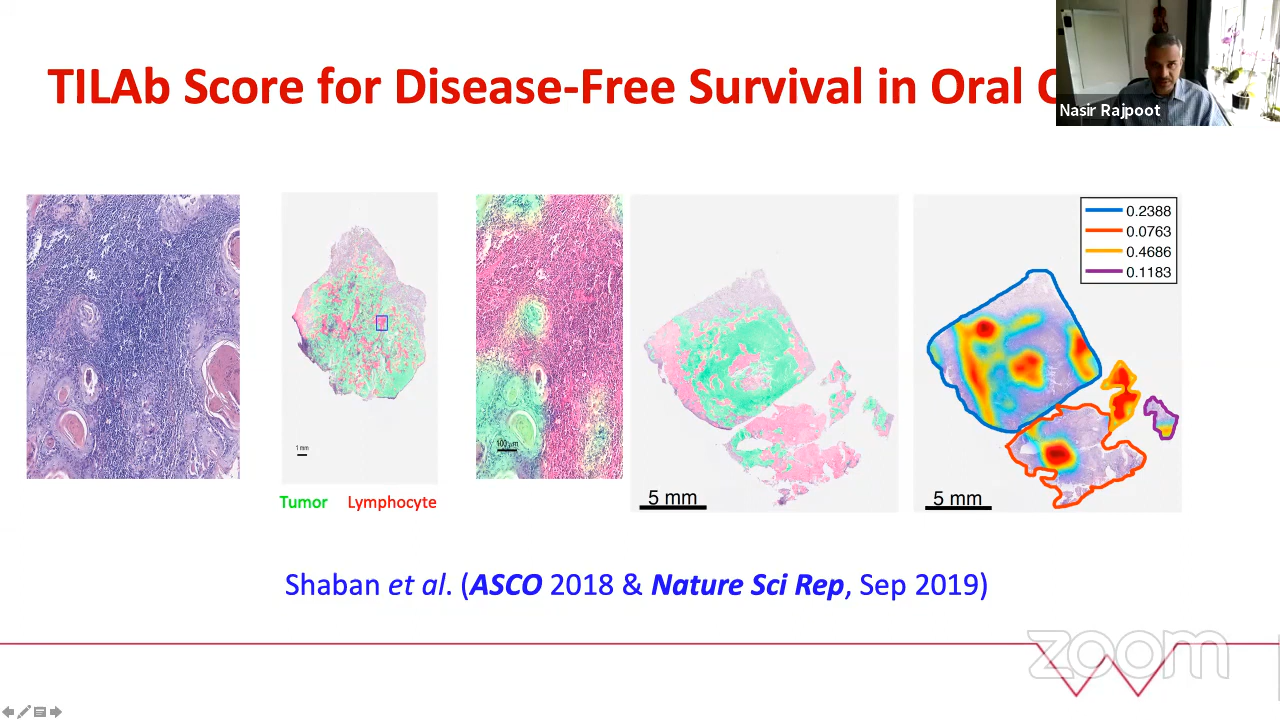 TILAb Score for Disease-Free Survival in Oral
Nasir Rajpoot
0.2388
0.0763
0.4686
0.1183
1 mm
100 µm
5 mm
5 mm
Tumor Lymphocyte
Shaban et al. (ASCO 2018 & Nature Sci Rep, Sep 2019)
zoom